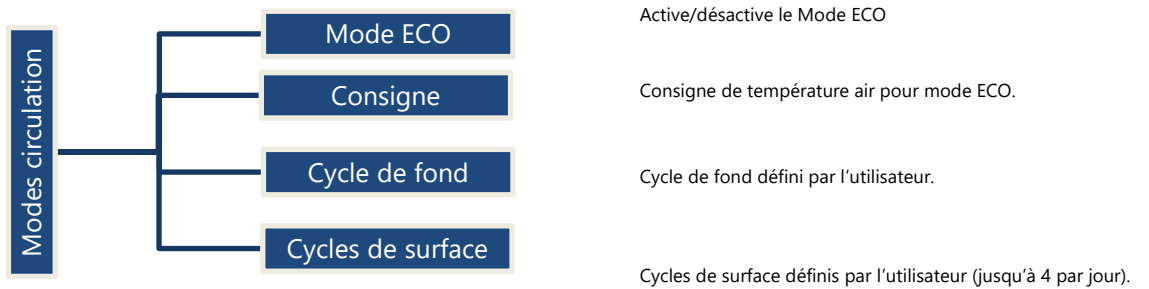 Modes circulation
Mode ECO
Active/désactive le Mode ECO
Consigne
Consigne de température air pour mode ECO.
Cycle de fond
Cycle de fond défini par l'utilisateur.
Cycles de surface
Cycles de surface définis par l'utilisateur (jusqu'à 4 par jour).